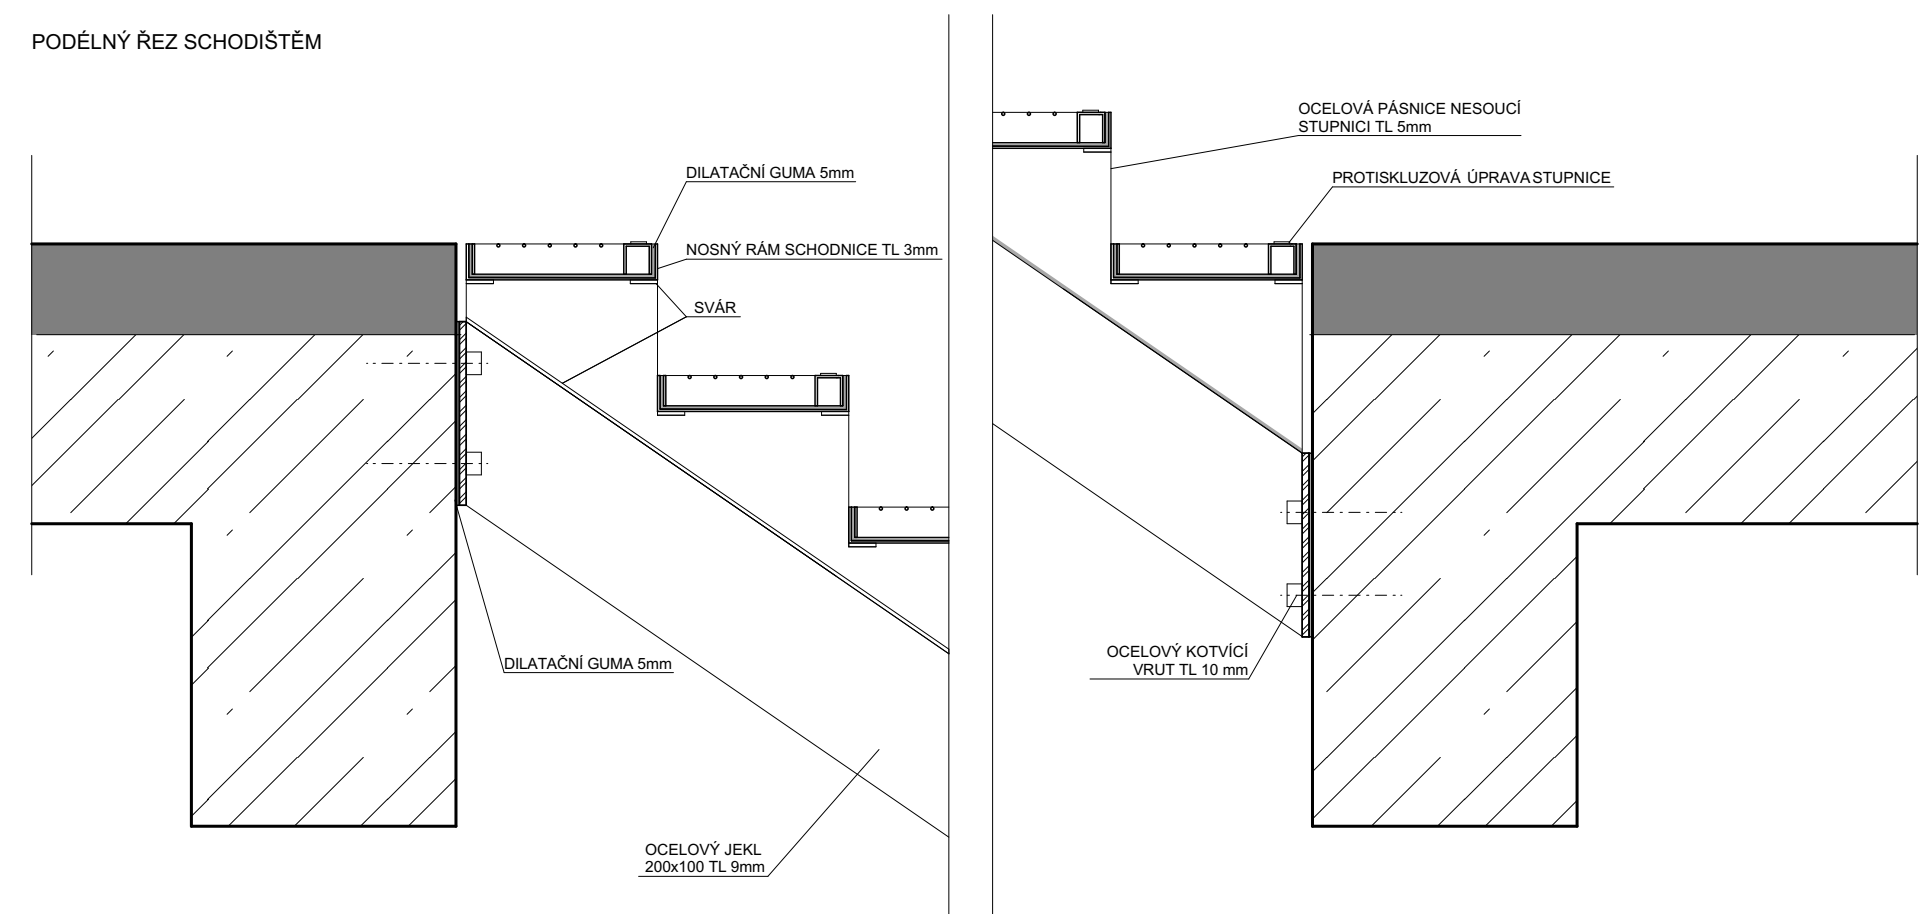 PODÉLNÝ ŘEZ SCHODIŠTĚM
OCELOVÁ PÁSNICE NESOUCÍ
STUPNICI TL 5mm
DILATAČNÍ GUMA 5mm
PROTISKLUZOVÁ ÚPRAVA STUPNICE
NOSNÝ RÁM SCHODNICE TL 3mm
SVÁR
DILATAČNÍ GUMA 5mm
OCELOVÝ KOTVÍCÍ
VRUT TL 10 mm
OCELOVÝ JEKL
200x100 TL 9mm